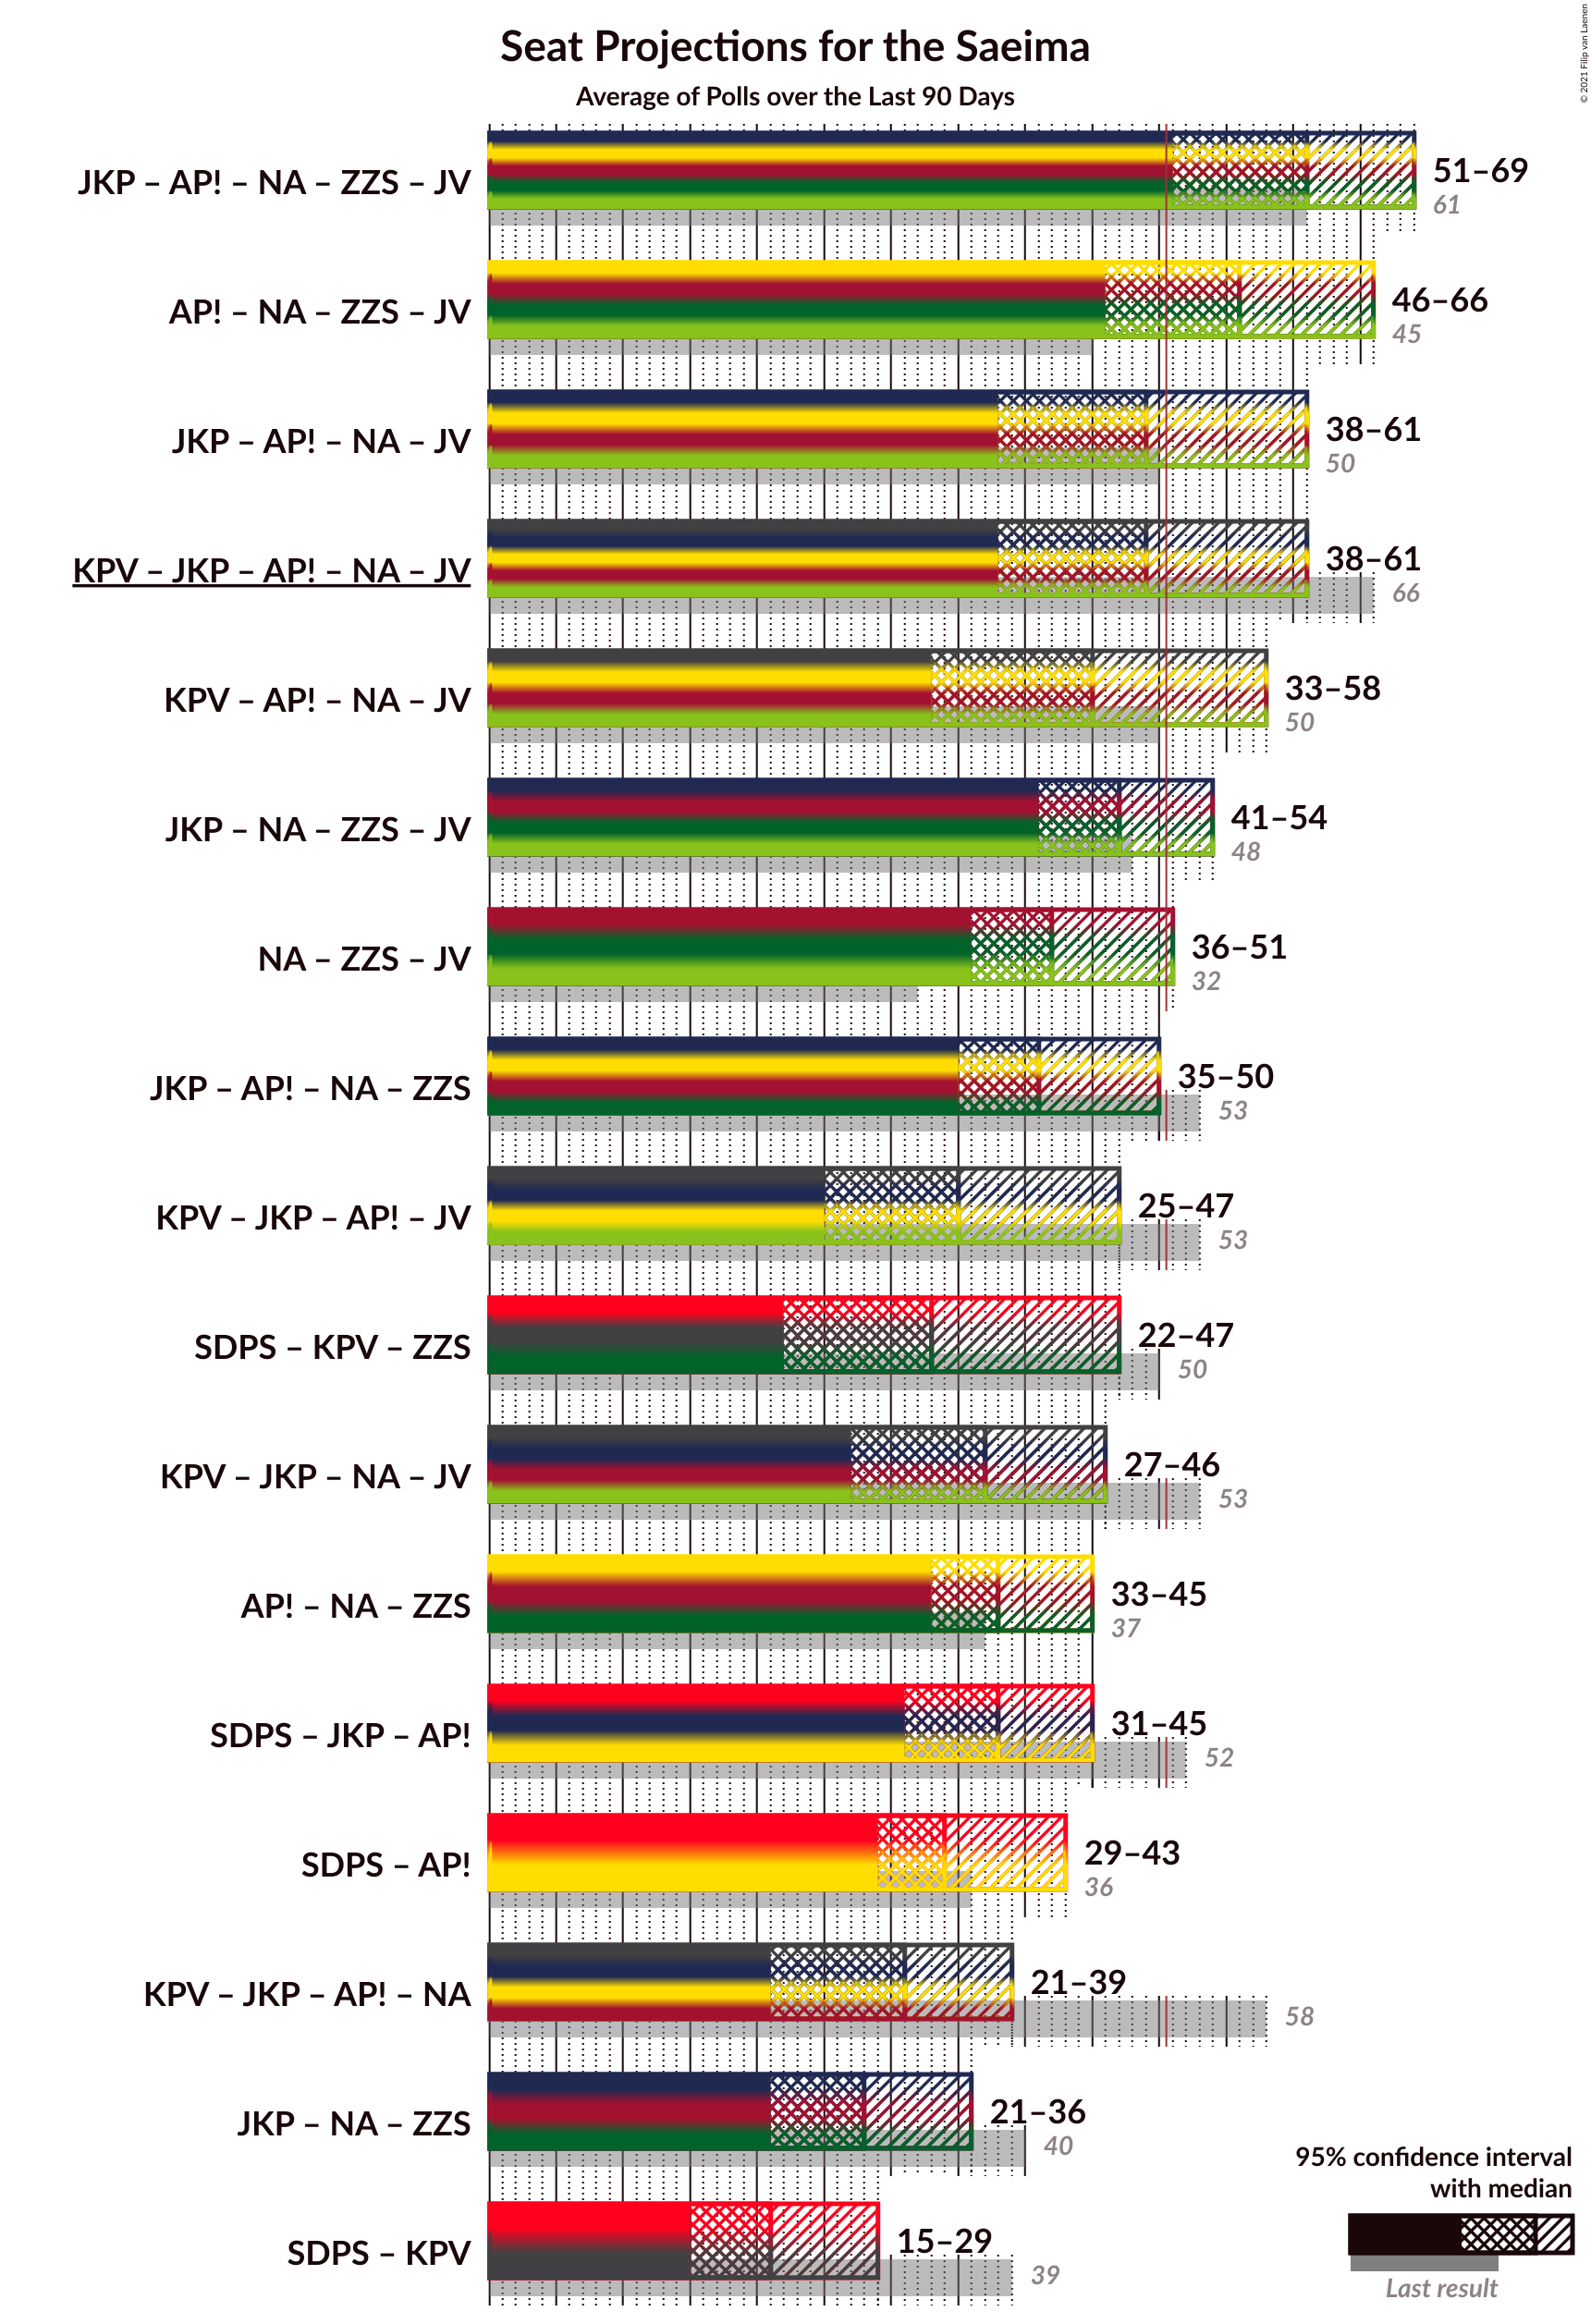 Seat Projections for the Saeima
Average of Polls over the Last 90 Days
© 2021 Filip van Laenen
JKP – AP! – NA – ZZS – JV
51–69
61
AP! – NA – ZZS – JV
46–66
45
JKP – AP! – NA – JV
38–61
50
KPV – JKP – AP! – NA – JV
38–61
66
KPV – AP! – NA – JV
33–58
50
JKP – NA – ZZS – JV
41–54
48
NA – ZZS – JV
36–51
32
JKP – AP! – NA – ZZS
35–50
53
KPV – JKP – AP! – JV
25–47
53
SDPS – KPV – ZZS
22–47
50
KPV – JKP – NA – JV
27–46
53
AP! – NA – ZZS
33–45
37
SDPS – JKP – AP!
31–45
52
SDPS – AP!
29–43
36
KPV – JKP – AP! – NA
21–39
58
JKP – NA – ZZS
21–36
40
SDPS – KPV
15–29
39
95% confidence interval
with median
Last result